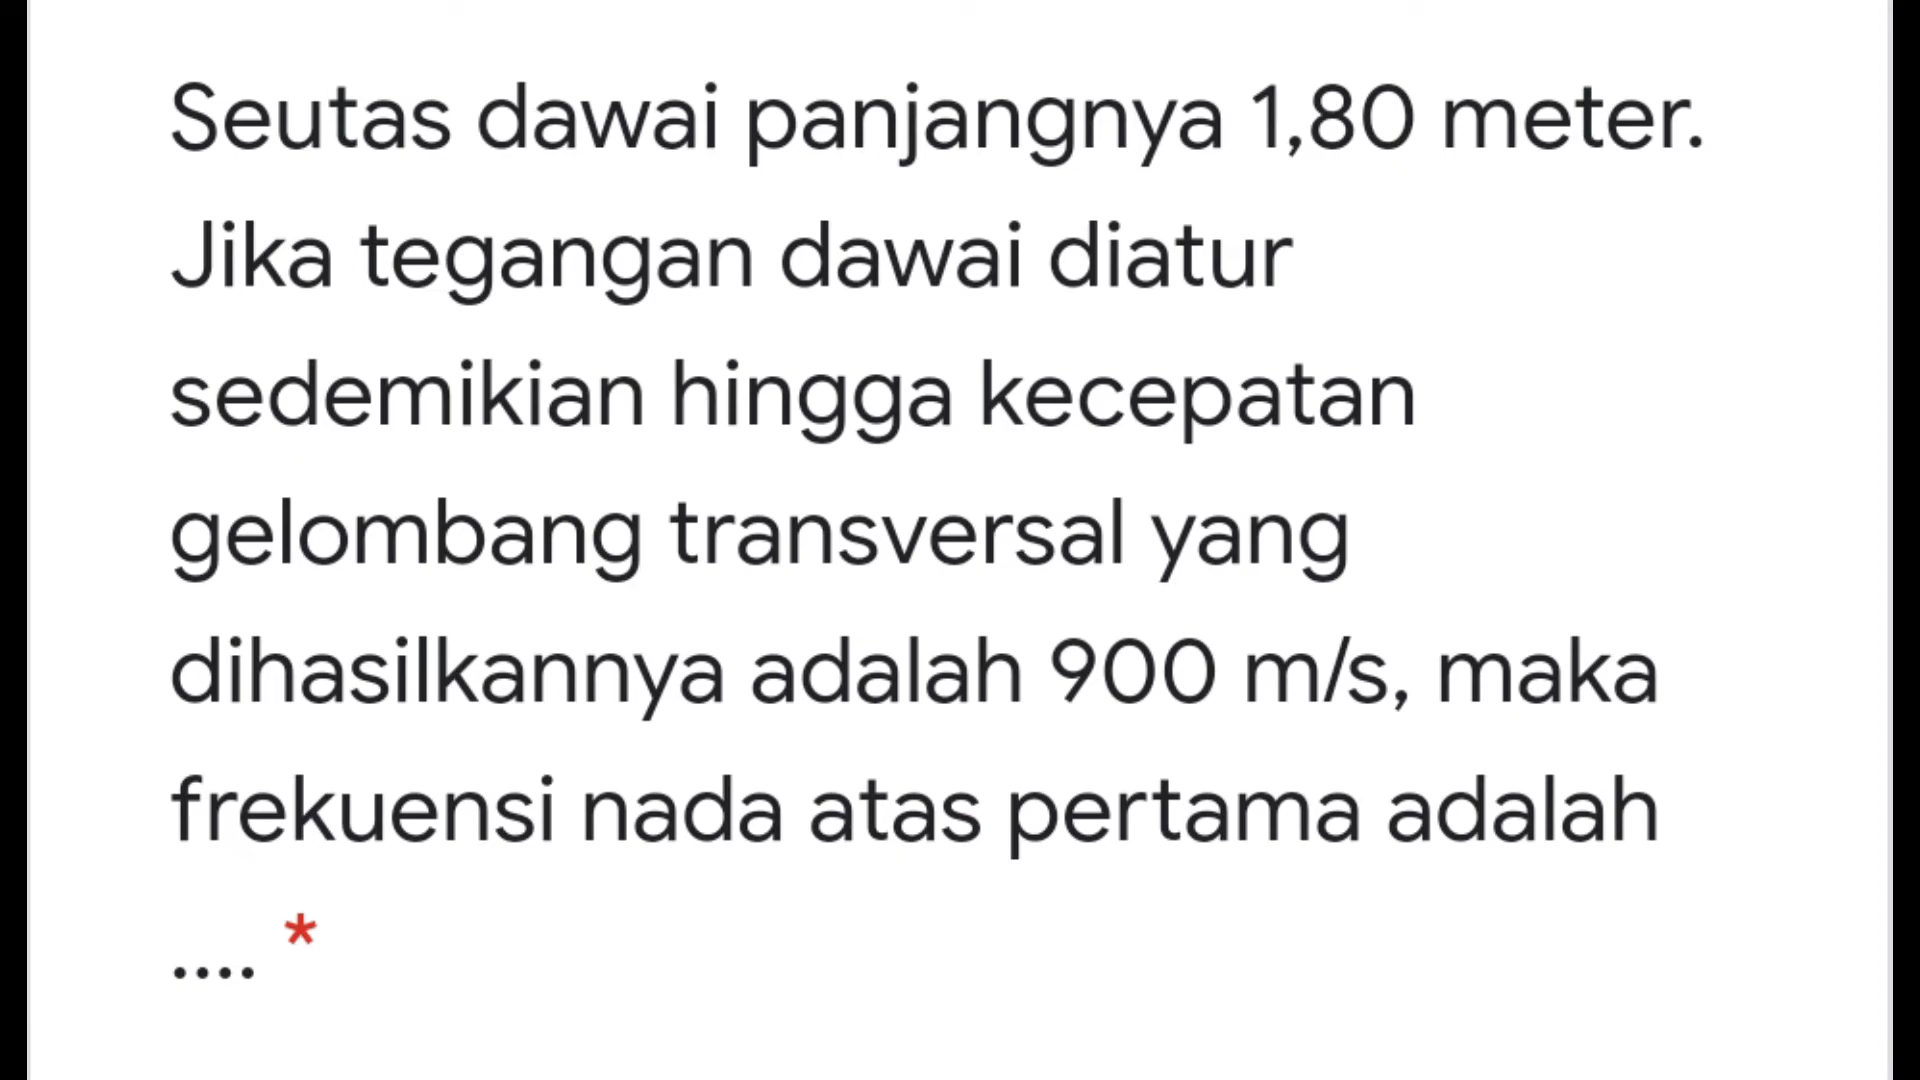 Seutas dawai panjangnya 1,80 meter.
Jika tegangan dawai diatur
sedemikian hingga kecepatan
gelombang transversal yang
dihasilkannya adalah 900 m/s, maka
frekuensi nada atas pertama adalah
.... *